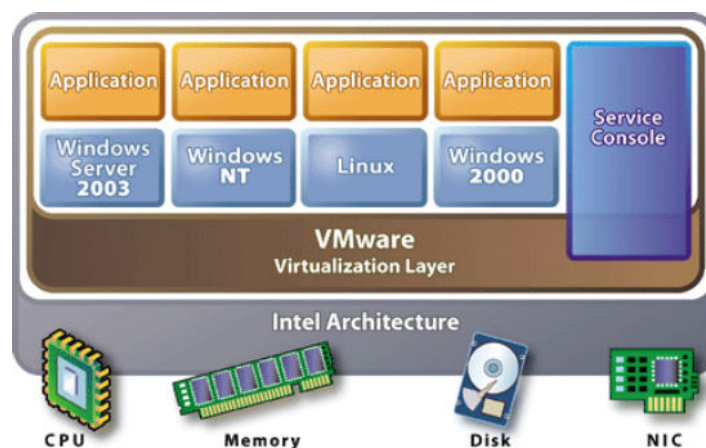 Application
Application
Application
Application
Service
Console
Windows
Server
2003
Windows
NT
Linux
Windows
2000
VMware
Virtualization Layer
Intel Architecture
CPU
Memory
Disk
NIC